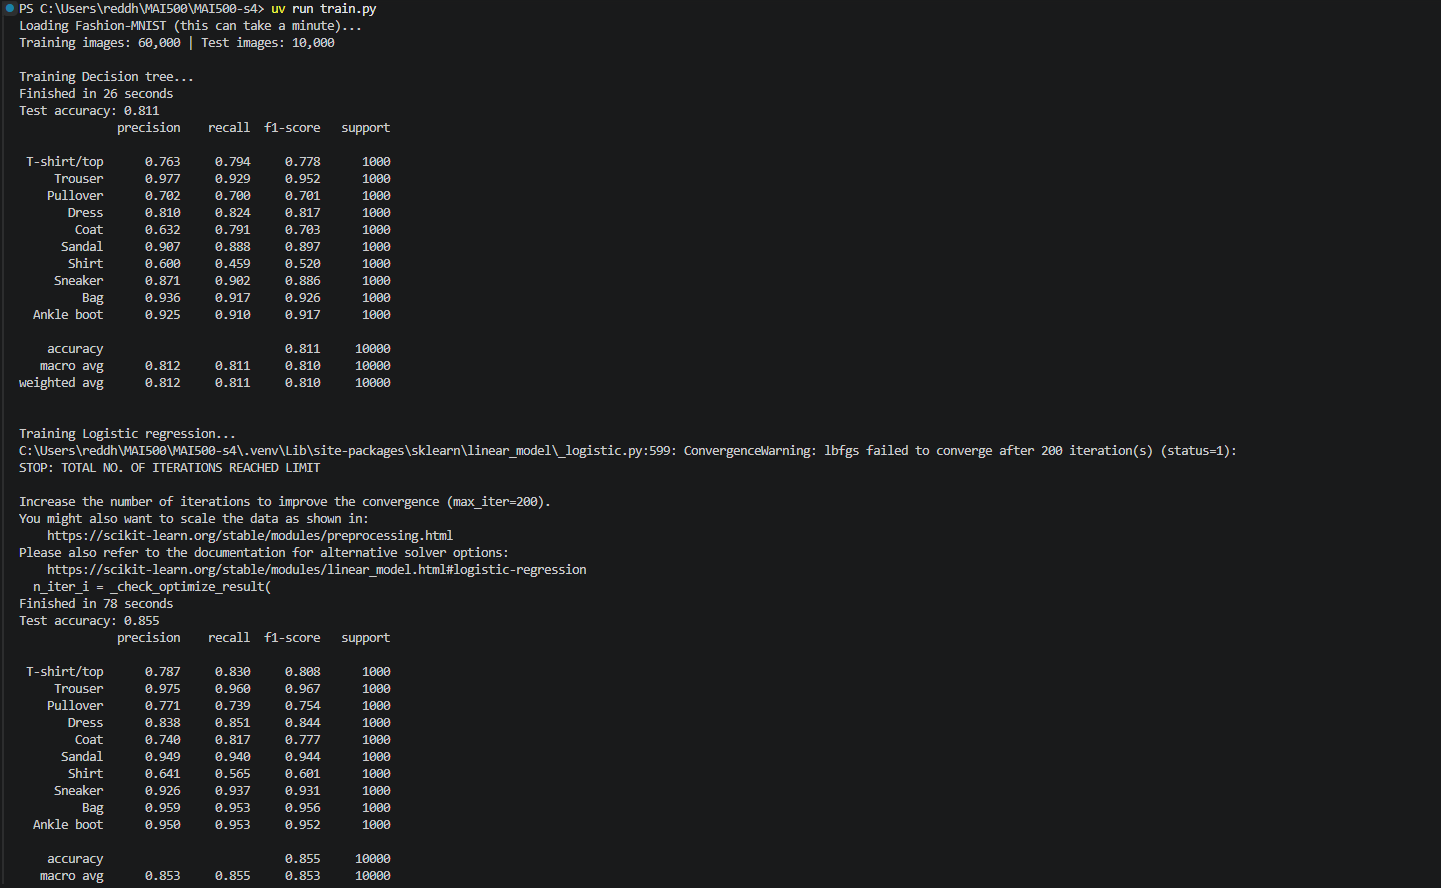 PS C:\Users\reddh\MAI500\MAI500-s4> uv run train.py
Loading Fashion-MNIST (this can take a minute)...
Training images: 60,000 | Test images: 10,000

Training Decision tree...
Finished in 26 seconds
Test accuracy: 0.811
              precision    recall  f1-score   support

 T-shirt/top      0.763     0.794     0.778      1000
     Trouser      0.977     0.929     0.952      1000
    Pullover      0.702     0.700     0.701      1000
       Dress      0.810     0.824     0.817      1000
        Coat      0.632     0.791     0.703      1000
      Sandal      0.907     0.888     0.897      1000
       Shirt      0.600     0.459     0.520      1000
     Sneaker      0.871     0.902     0.886      1000
         Bag      0.936     0.917     0.926      1000
  Ankle boot      0.925     0.910     0.917      1000

    accuracy                          0.811     10000
   macro avg      0.812     0.811     0.810     10000
weighted avg      0.812     0.811     0.810     10000

Training Logistic regression...
C:\Users\reddh\MAI500\MAI500-s4\.venv\Lib\site-packages\sklearn\linear_model\_logistic.py:599: ConvergenceWarning: lbfgs failed to converge after 200 iteration(s) (status=1):
STOP: TOTAL NO. OF ITERATIONS REACHED LIMIT

Increase the number of iterations to improve the convergence (max_iter=200).
You might also want to scale the data as shown in:
    https://scikit-learn.org/stable/modules/preprocessing.html
Please also refer to the documentation for alternative solver options:
    https://scikit-learn.org/stable/modules/linear_model.html#logistic-regression
  n_iter_i = _check_optimize_result(
Finished in 78 seconds
Test accuracy: 0.855
              precision    recall  f1-score   support

 T-shirt/top      0.787     0.830     0.808      1000
     Trouser      0.975     0.960     0.967      1000
    Pullover      0.771     0.739     0.754      1000
       Dress      0.838     0.851     0.844      1000
        Coat      0.740     0.817     0.777      1000
      Sandal      0.949     0.940     0.944      1000
       Shirt      0.641     0.565     0.601      1000
     Sneaker      0.926     0.937     0.931      1000
         Bag      0.959     0.953     0.956      1000
  Ankle boot      0.950     0.953     0.952      1000

    accuracy                          0.855     10000
   macro avg      0.853     0.855     0.853     10000